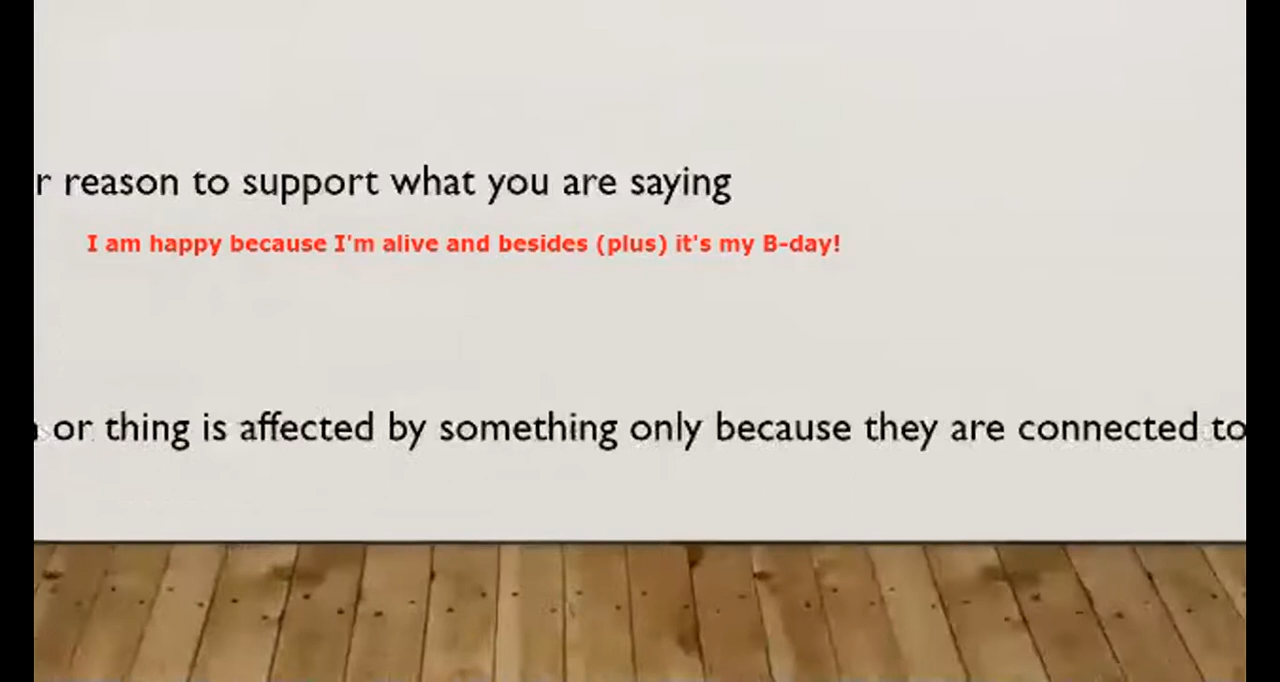 r reason to support what you are saying
I am happy because I'm alive and besides (plus) it's my B-day!
or thing is affected by something only because they are connected to